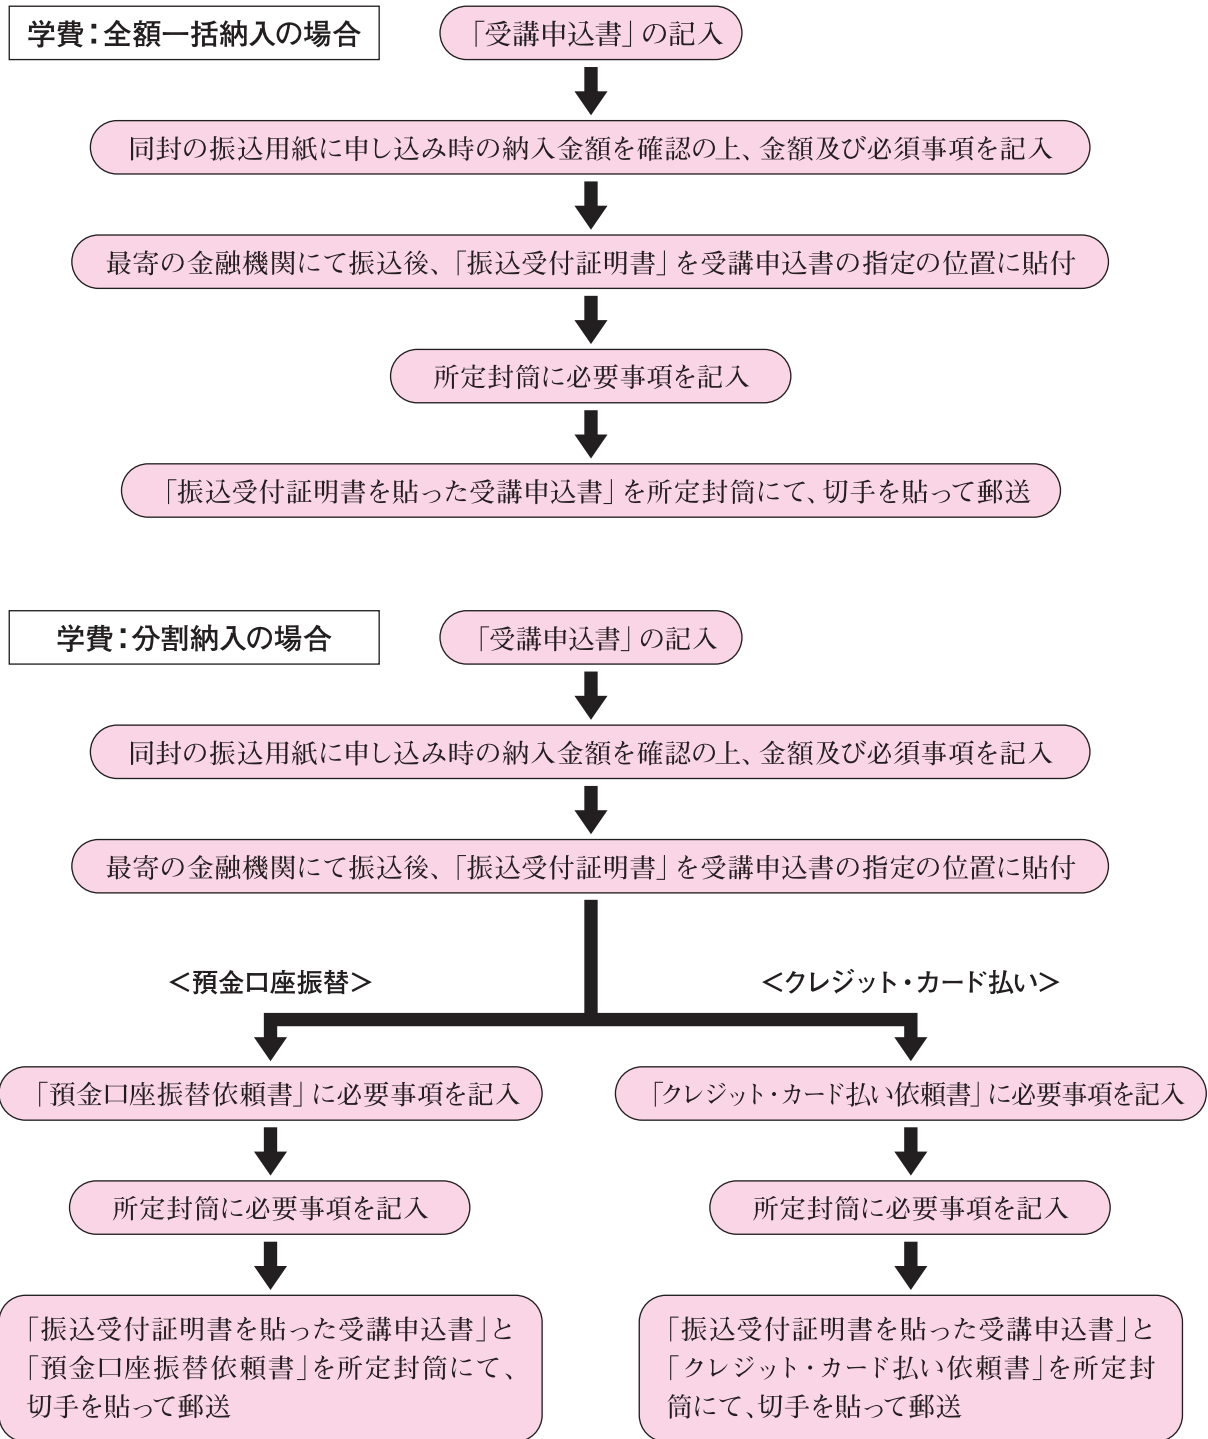 学費：全額一括納入の場合
「受講申込書」の記入
同封の振込用紙に申し込み時の納入金額を確認の上、金額及び必須事項を記入
最寄の金融機関にて振込後、「振込受付証明書」を受講申込書の指定の位置に貼付
所定封筒に必要事項を記入
「振込受付証明書を貼った受講申込書」を所定封筒にて、切手を貼って郵送
学費：分割納入の場合
「受講申込書」の記入
同封の振込用紙に申し込み時の納入金額を確認の上、金額及び必須事項を記入
最寄の金融機関にて振込後、「振込受付証明書」を受講申込書の指定の位置に貼付
＜預金口座振替＞
＜クレジット・カード払い＞
「預金口座振替依頼書」に必要事項を記入
「クレジット・カード払い依頼書」に必要事項を記入
所定封筒に必要事項を記入
所定封筒に必要事項を記入
「振込受付証明書を貼った受講申込書」と
「預金口座振替依頼書」を所定封筒にて、
切手を貼って郵送
「振込受付証明書を貼った受講申込書」と
「クレジット・カード払い依頼書」を所定封
筒にて、切手を貼って郵送